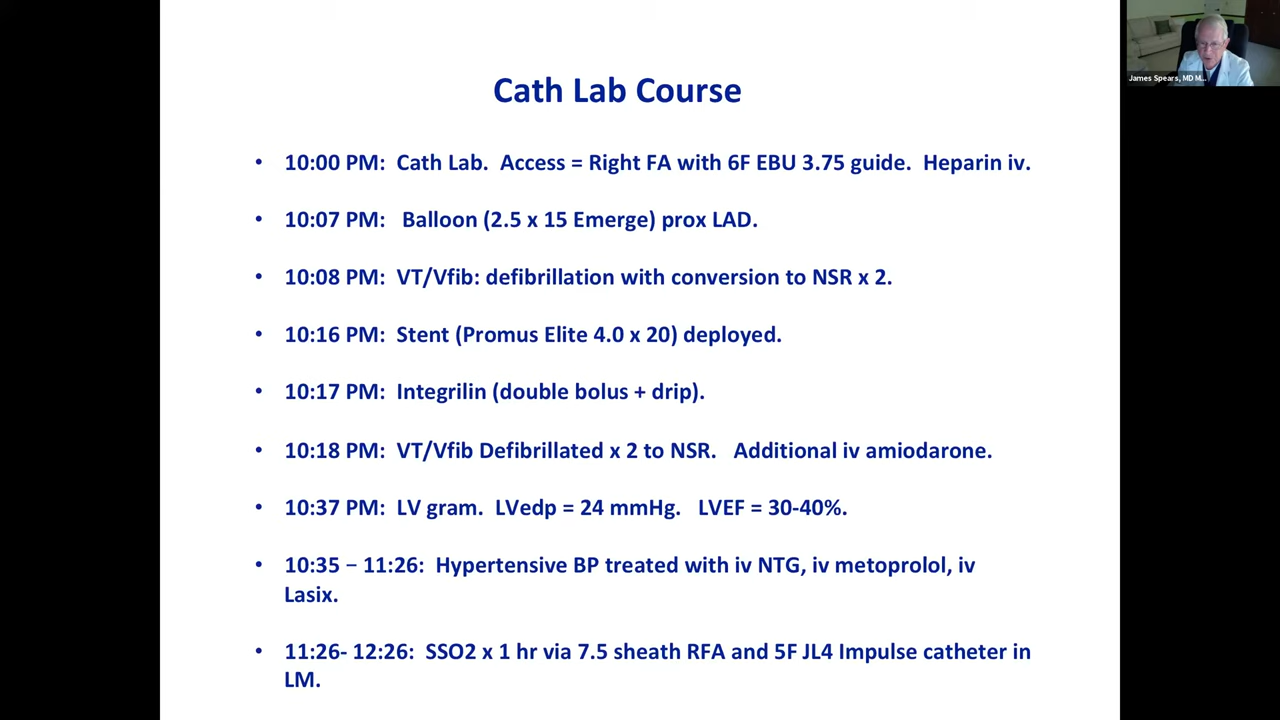 Cath Lab Course
• 10:00 PM: Cath Lab. Access = Right FA with 6F EBU 3.75 guide. Heparin iv.
• 10:07 PM: Balloon (2.5 x 15 Emerge) prox LAD.
• 10:08 PM: VT/Vfib: defibrillation with conversion to NSR x 2.
• 10:16 PM: Stent (Promus Elite 4.0 x 20) deployed.
• 10:17 PM: Integrilin (double bolus + drip).
• 10:18 PM: VT/Vfib Defibrillated x 2 to NSR. Additional iv amiodarone.
• 10:37 PM: LV gram. LVedp = 24 mmHg. LVEF = 30-40%.
• 10:35 – 11:26: Hypertensive BP treated with iv NTG, iv metoprolol, iv
Lasix.
• 11:26- 12:26: SSO2 x 1 hr via 7.5 sheath RFA and 5F JL4 Impulse catheter in
LM.
James Spears, MD M...